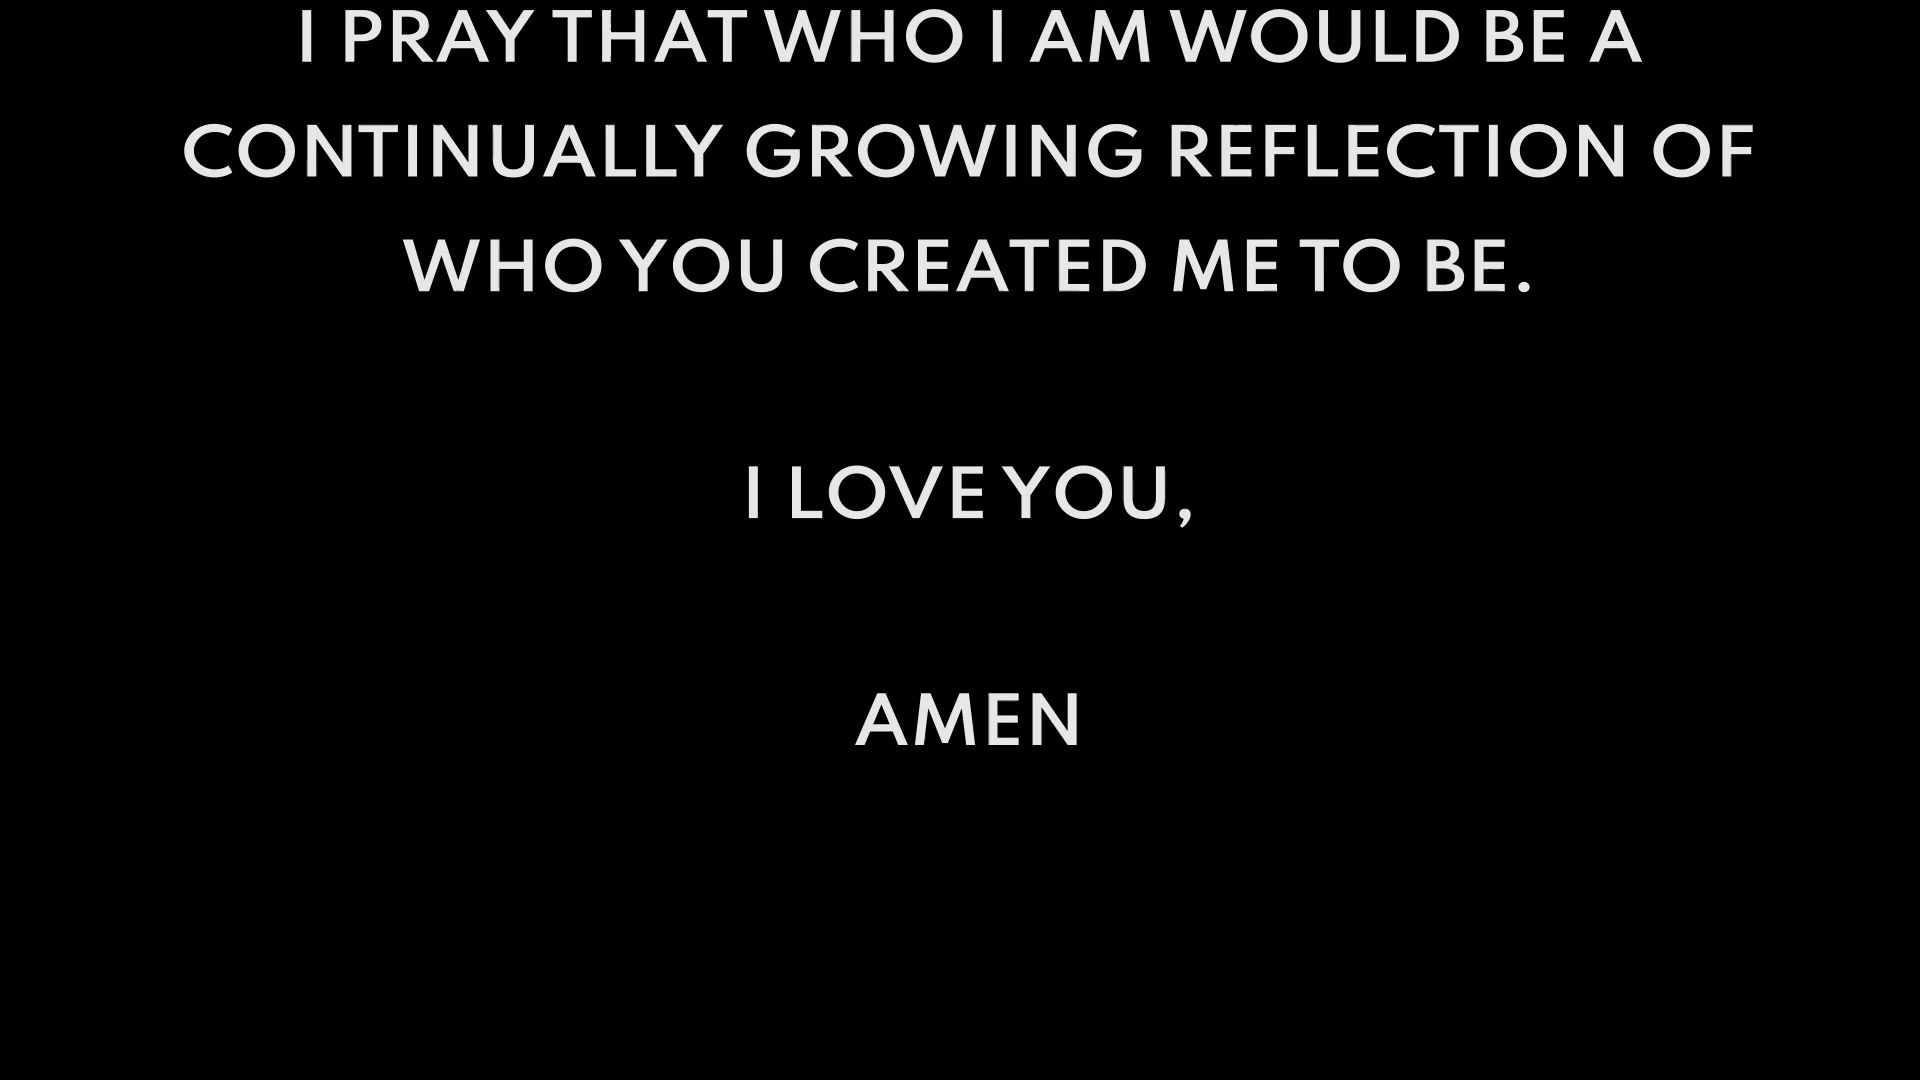 I PRAY THAT WHO I AM WOULD BE A
CONTINUALLY GROWING REFLECTION OF
WHO YOU CREATED ME TO BE.
I LOVE YOU,
AMEN